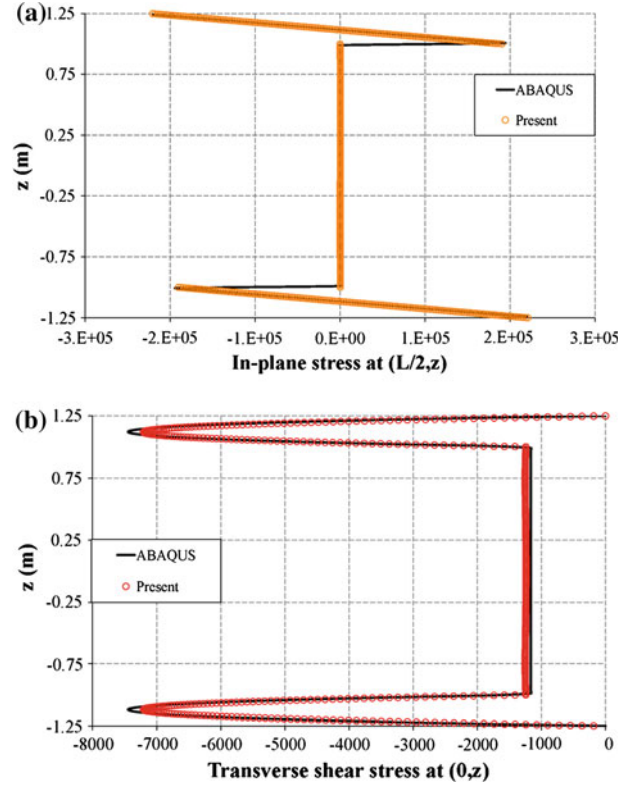 (a)
1.25
0.75
0.25
-0.25
-0.75
-1.25
z (m)
ABAQUS
Present
-3.E+05 -2.E+05 -1.E+05 0.E+00 1.E+05 2.E+05 3.E+05
In-plane stress at (L/2,z)
(b)
1.25
0.75
0.25
-0.25
-0.75
-1.25
z (m)
ABAQUS
Present
-8000 -7000 -6000 -5000 -4000 -3000 -2000 -1000 0
Transverse shear stress at (0,z)